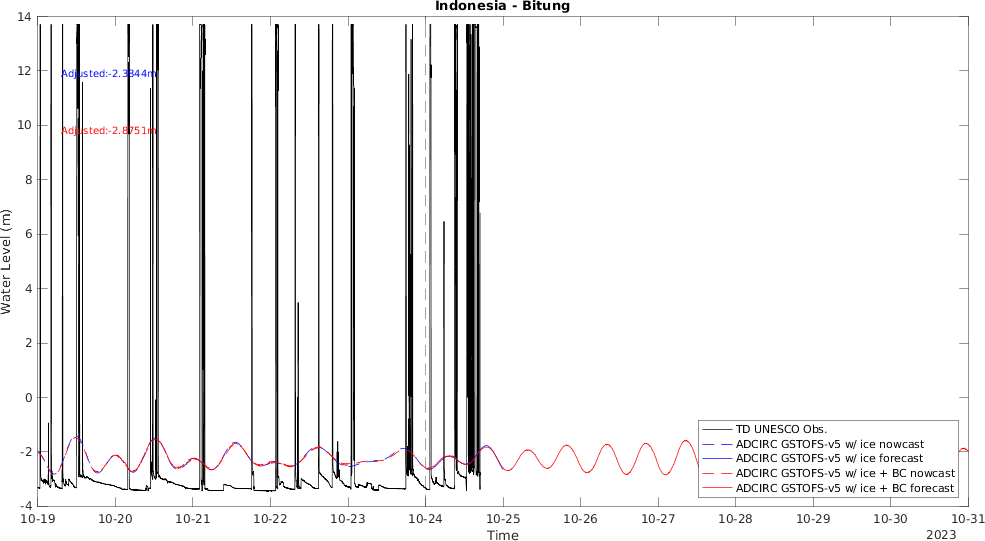 Indonesia - Bitung
14
12
10
8
6
4
2
0
-2
-4
Water Level (m)
Adjusted:-2.3844m
Adjusted:-2.8751m
TD UNESCO Obs.
ADCIRC GSTOFS-v5 w/ ice nowcast
ADCIRC GSTOFS-v5 w/ ice forecast
ADCIRC GSTOFS-v5 w/ ice + BC nowcast
ADCIRC GSTOFS-v5 w/ ice + BC forecast
10-19 10-20 10-21 10-22 10-23 10-24 10-25 10-26 10-27 10-28 10-29 10-30 10-31
Time
2023